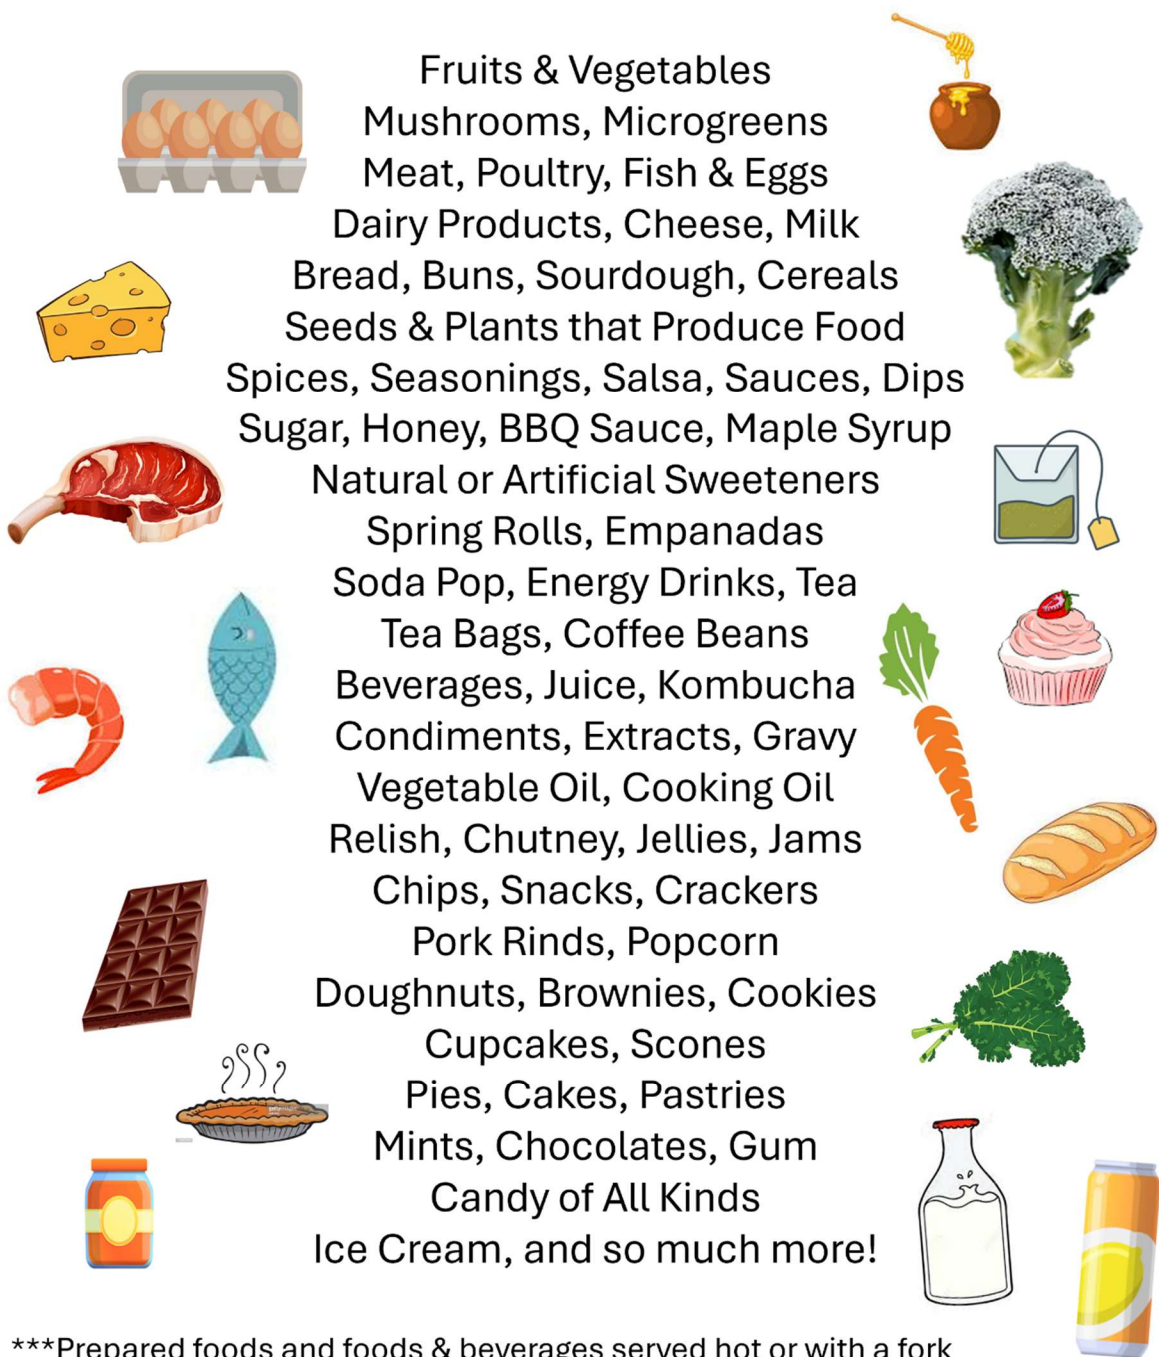 Fruits & Vegetables
Mushrooms, Microgreens
Meat, Poultry, Fish & Eggs
Dairy Products, Cheese, Milk
Bread, Buns, Sourdough, Cereals
Seeds & Plants that Produce Food
Spices, Seasonings, Salsa, Sauces, Dips
Sugar, Honey, BBQ Sauce, Maple Syrup
Natural or Artificial Sweeteners
Spring Rolls, Empanadas
Soda Pop, Energy Drinks, Tea
Tea Bags, Coffee Beans
Beverages, Juice, Kombucha
Condiments, Extracts, Gravy
Vegetable Oil, Cooking Oil
Relish, Chutney, Jellies, Jams
Chips, Snacks, Crackers
Pork Rinds, Popcorn
Doughnuts, Brownies, Cookies
Cupcakes, Scones
Pies, Cakes, Pastries
Mints, Chocolates, Gum
Candy of All Kinds
Ice Cream, and so much more!
***Prepared foods and foods & beverages served hot or with a fork